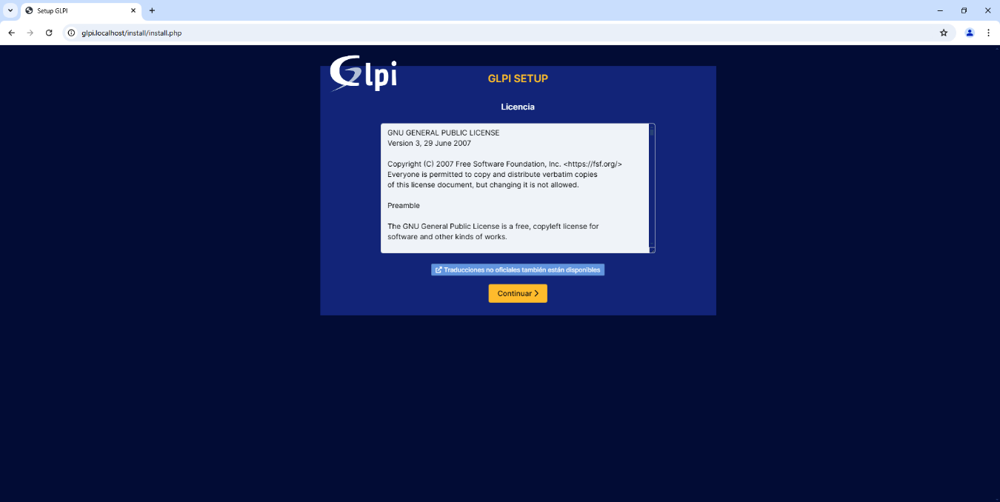 Setup GLPI
glpi.localhost/install/install.php
Glpi
GLPI SETUP
Licencia
GNU GENERAL PUBLIC LICENSE
Version 3, 29 June 2007
Copyright (C) 2007 Free Software Foundation, Inc. <https://fsf.org/>
Everyone is permitted to copy and distribute verbatim copies
of this license document, but changing it is not allowed.
Preamble
The GNU General Public License is a free, copyleft license for
software and other kinds of works.
Traducciones no oficiales también están disponibles
Continuar